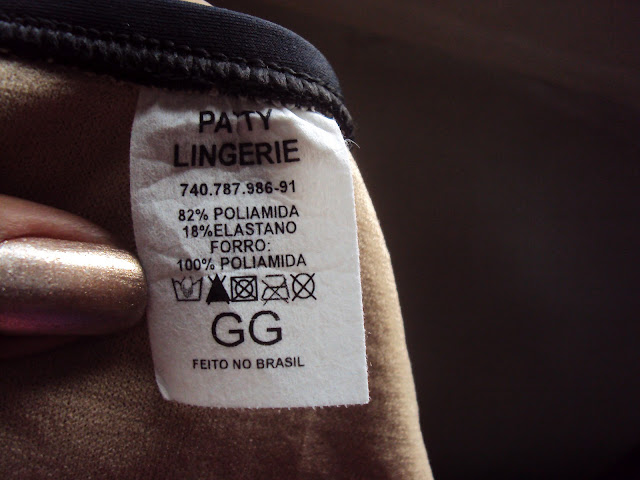 PATTY
LINGERIE
740.787.986-91
82% POLIAMIDA
18%ELASTANO
FORRO:
100% POLIAMIDA
GG
FEITO NO BRASIL